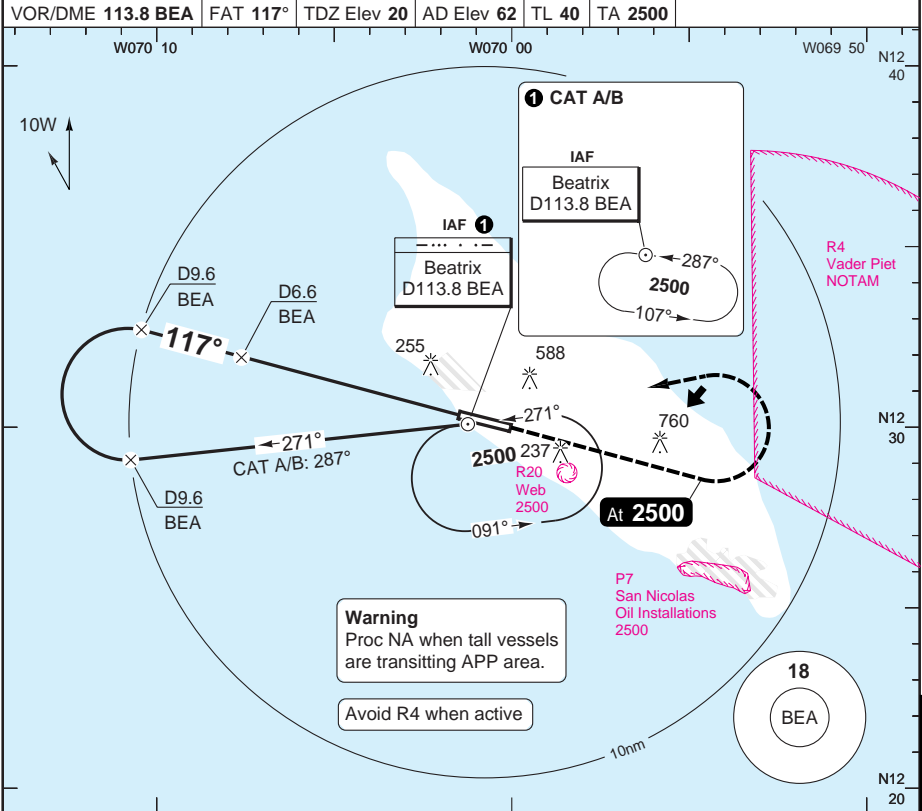 VOR/DME 113.8 BEA FAT 117° TDZ Elev 20 AD Elev 62 TL 40 TA 2500
W070 10
W070 00
W069 50
N12
40
10W
❶ CAT A/B
IAF
Beatrix
D113.8 BEA
287°
2500
107°
IAF ❶
Beatrix
D113.8 BEA
R4
Vader Piet
NOTAM
D9.6
BEA
D6.6
BEA
117°
255
588
760
271°
271°
CAT A/B: 287°
2500
237
R20
Web
2500
091°
At 2500
N12
30
D9.6
BEA
P7
San Nicolas
Oil Installations
2500
Warning
Proc NA when tall vessels
are transitting APP area.
Avoid R4 when active
10nm
18
BEA
N12
20